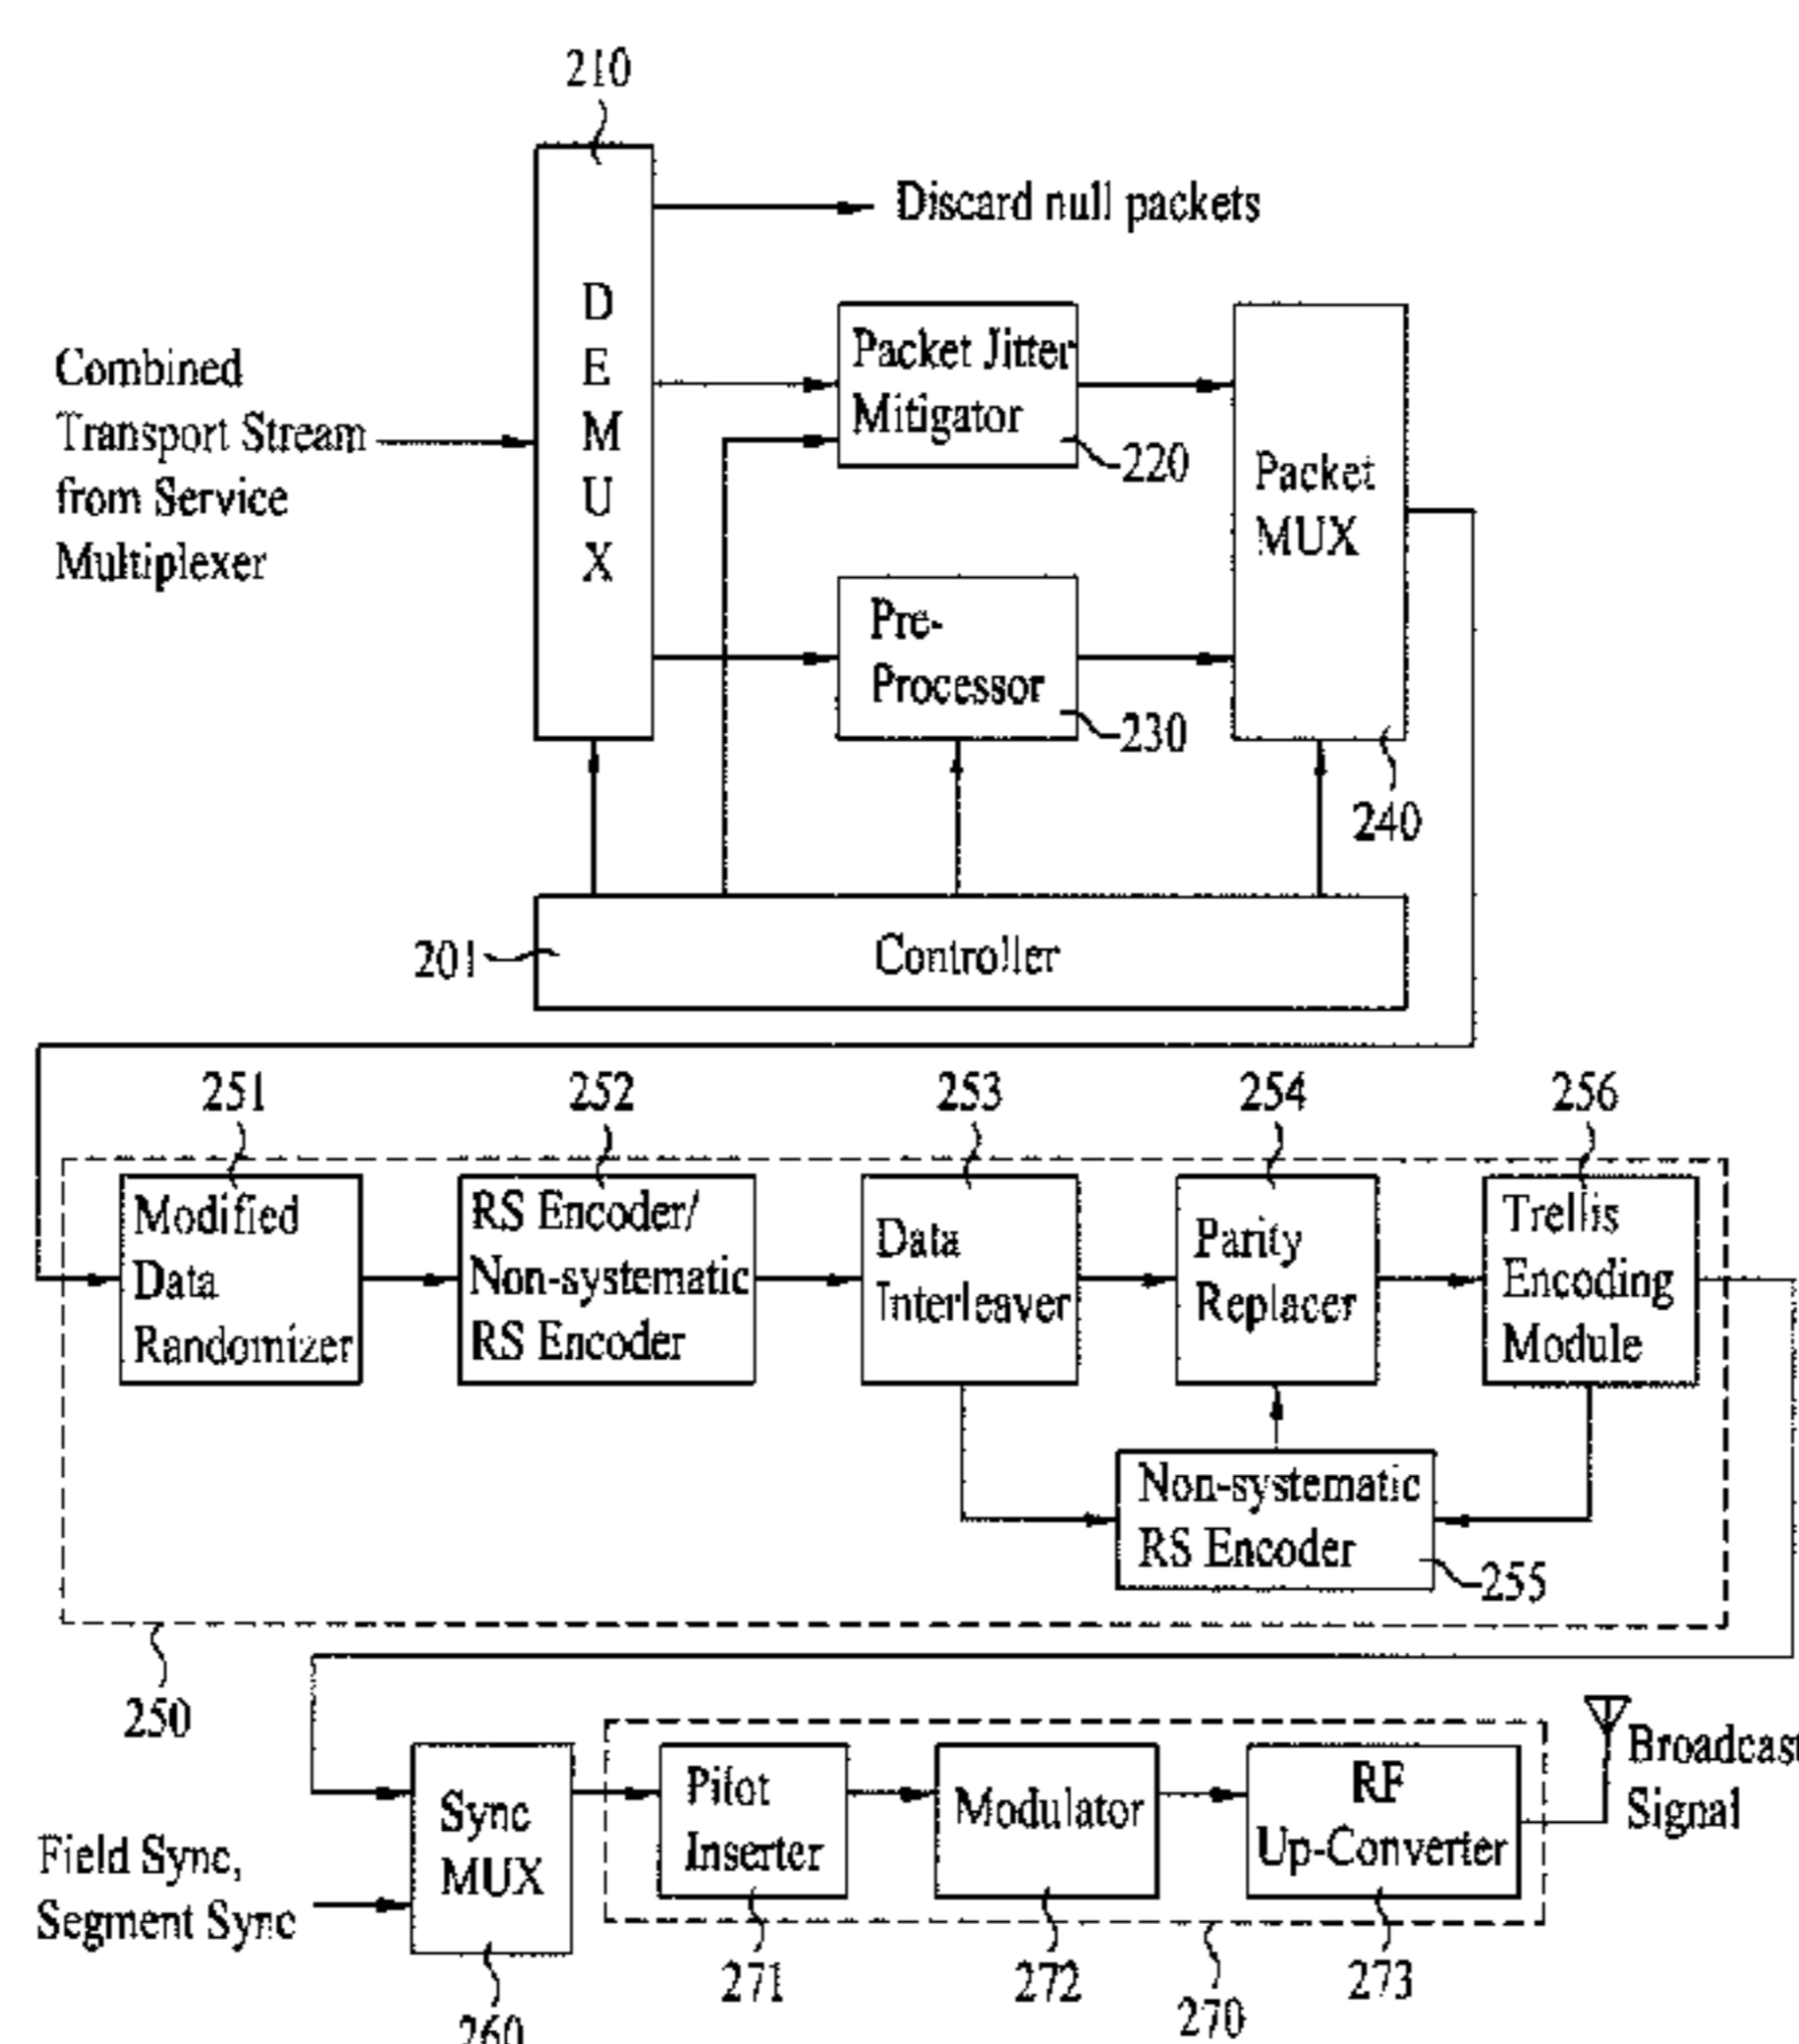 210
Discard null packets
D
E
M
U
X
Combined
Transport Stream
from Service
Multiplexer
Packet Jitter
Mitigator
220
Packet
MUX
Pre-
Processor
230
240
201
Controller
251
252
253
254
256
Modified
Data
Randomizer
RS Encoder/
Non-systematic
RS Encoder
Data
Interleaver
Parity
Replacer
Trellis
Encoding
Module
Non-systematic
RS Encoder
255
250
Field Sync,
Segment Sync
Sync
MUX
260
Pilot
Inserter
271
Modulator
272
RF
Up-Converter
273
270
Broadcast
Signal